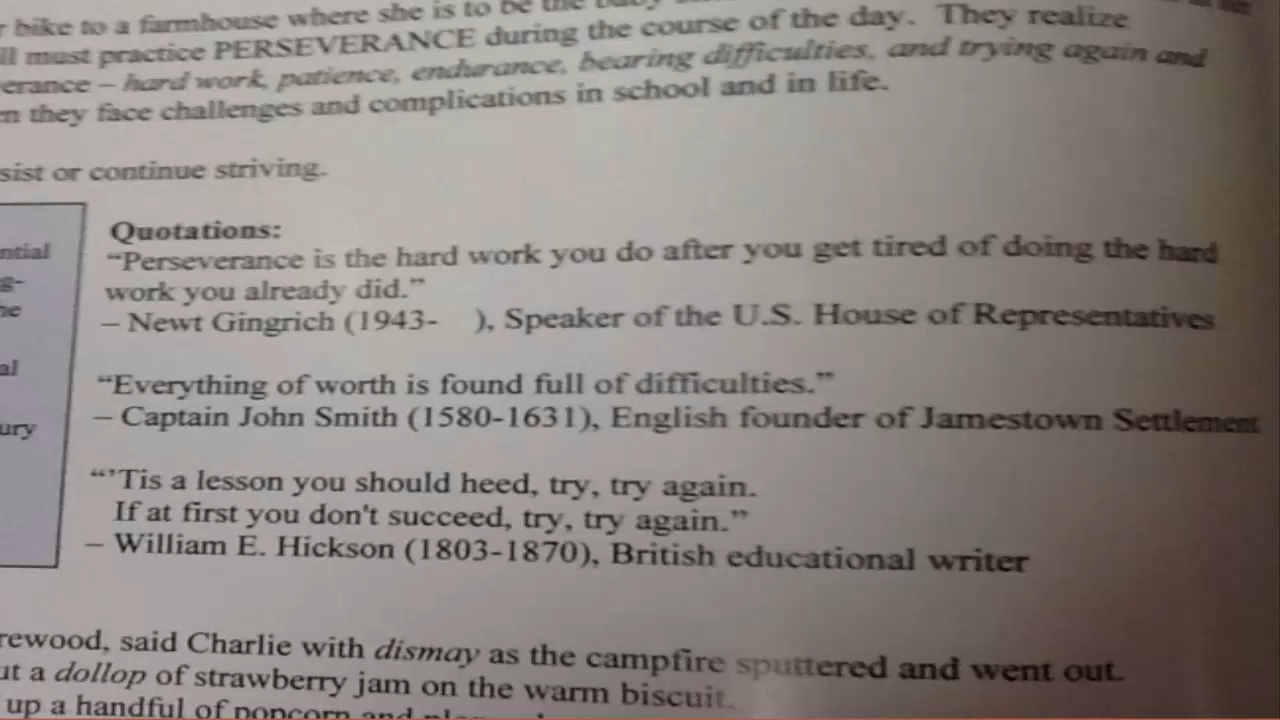 bike to a farmhouse where she is to be the
must practice PERSEVERANCE during the course of the day. They realize
erance – hard work, patience, endurance, bearing difficulties, and trying again and
n they face challenges and complications in school and in life.
sist or continue striving.
ntial
g-
he
al
ury
Quotations:
“Perseverance is the hard work you do after you get tired of doing the hard
work you already did.”
– Newt Gingrich (1943- ), Speaker of the U.S. House of Representatives
“Everything of worth is found full of difficulties.”
– Captain John Smith (1580-1631), English founder of Jamestown Settlement
“’Tis a lesson you should heed, try, try again.
If at first you don't succeed, try, try again.”
– William E. Hickson (1803-1870), British educational writer
rewood, said Charlie with dismay as the campfire sputtered and went out.
ut a dollop of strawberry jam on the warm biscuit.
up a handful of popcorn and